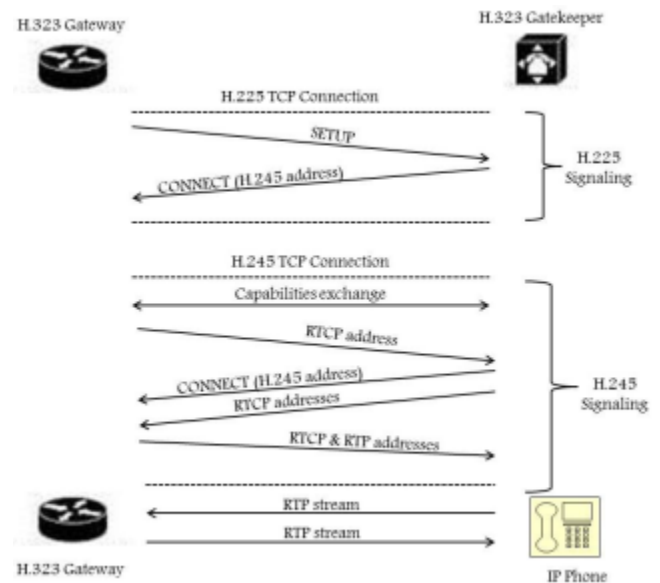 H.323 Gateway
H.323 Gatekeeper
H.225 TCP Connection
SETUP
CONNECT (H.245 address)
H.225
Signaling
H.245 TCP Connection
Capabilities exchange
RTCP address
CONNECT (H.245 address)
RTCP addresses
RTCP & RTP addresses
H.245
Signaling
RTP stream
RTP stream
H.323 Gateway
IP Phone